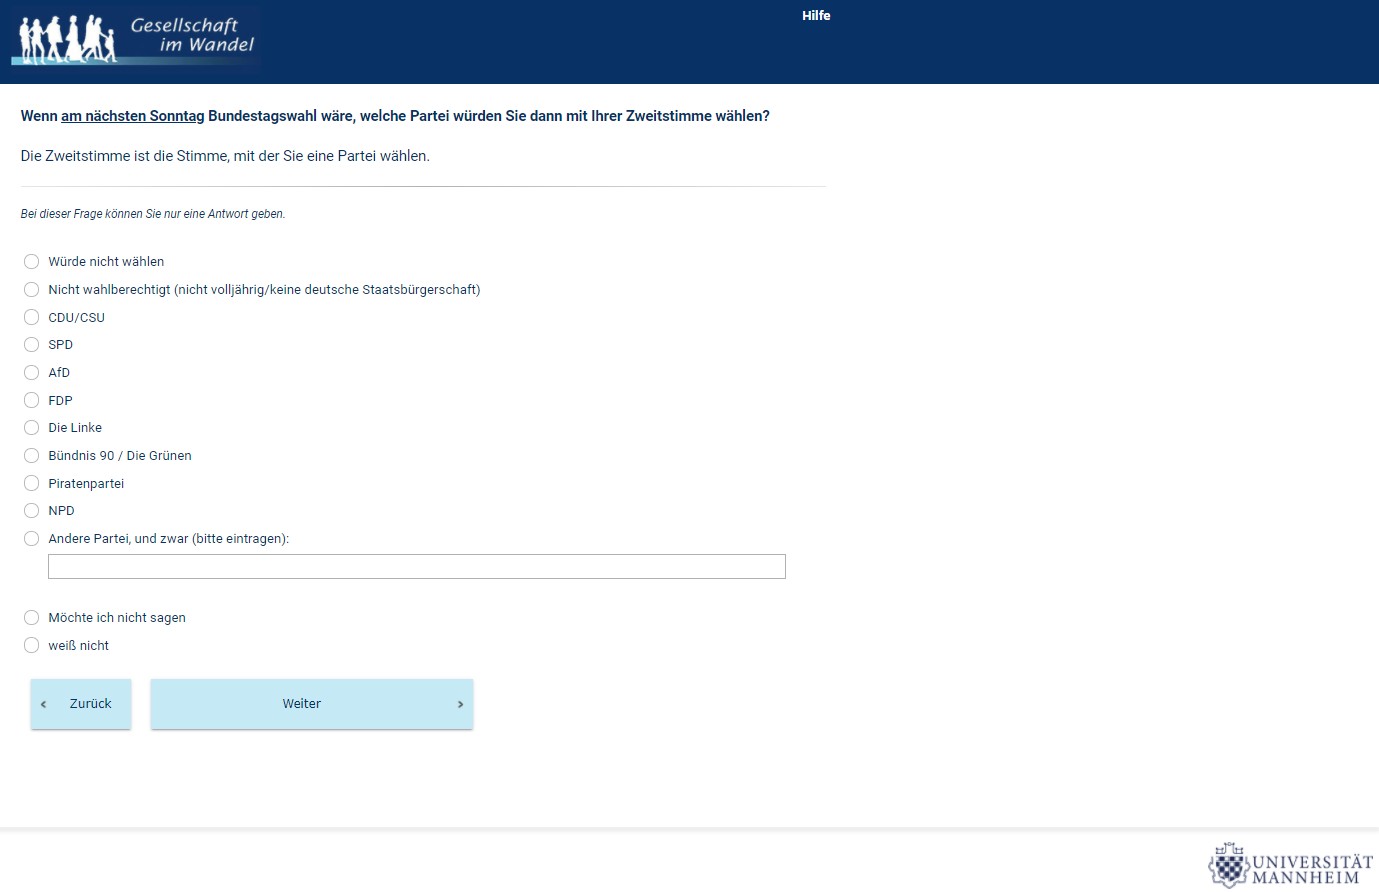 Gesellschaft
im Wandel
Hilfe
Wenn am nächsten Sonntag Bundestagswahl wäre, welche Partei würden Sie dann mit Ihrer Zweitstimme wählen?
Die Zweitstimme ist die Stimme, mit der Sie eine Partei wählen.
Bei dieser Frage können Sie nur eine Antwort geben.
Würde nicht wählen
Nicht wahlberechtigt (nicht volljährig/keine deutsche Staatsbürgerschaft)
CDU/CSU
SPD
AfD
FDP
Die Linke
Bündnis 90 / Die Grünen
Piratenpartei
NPD
Andere Partei, und zwar (bitte eintragen):
Möchte ich nicht sagen
weiß nicht
‹ Zurück
Weiter ›
UNIVERSITÄT
MANNHEIM